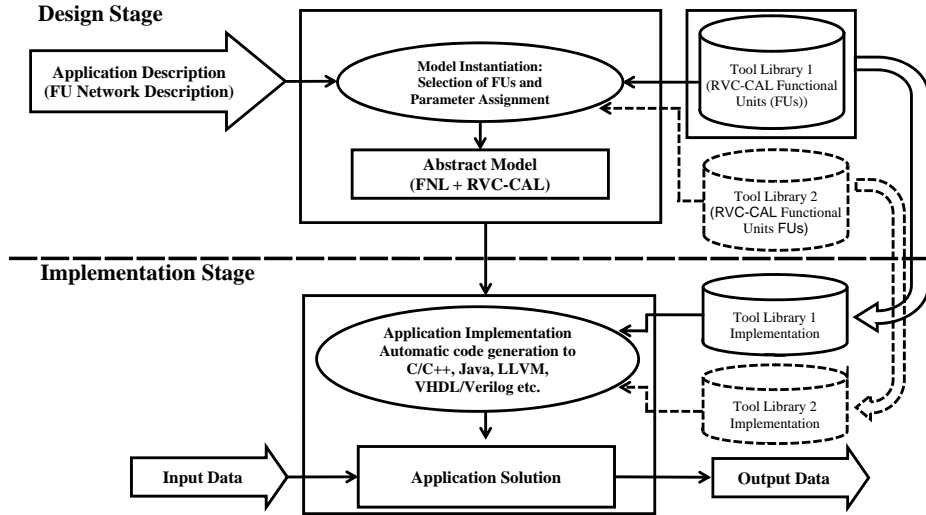 Design Stage
Application Description
(FU Network Description)
Model Instantiation:
Selection of FUs and
Parameter Assignment
Abstract Model
(FNL + RVC-CAL)
Tool Library 1
(RVC-CAL Functional
Units (FUs))
Tool Library 2
(RVC-CAL Functional
Units FUs)
Implementation Stage
Application Implementation
Automatic code generation to
C/C++, Java, LLVM,
VHDL/Verilog etc.
Tool Library 1
Implementation
Tool Library 2
Implementation
Input Data
Application Solution
Output Data